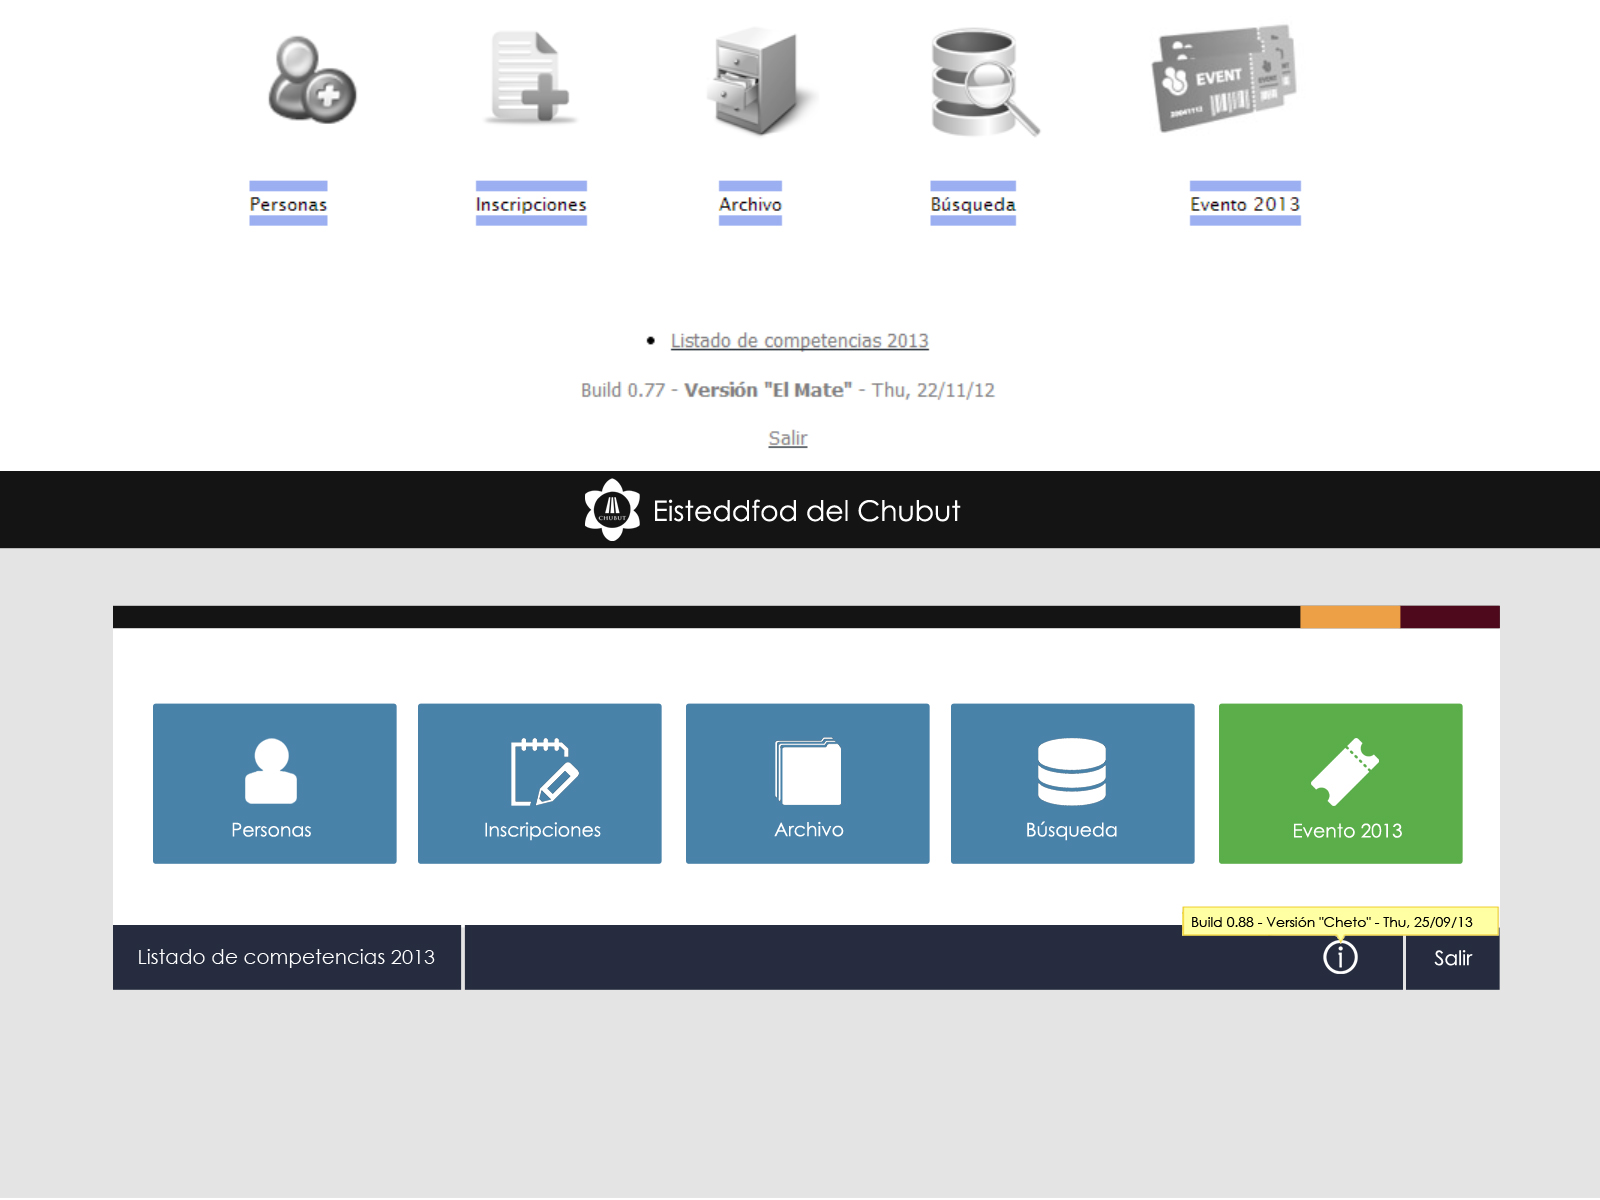 EVENT
EVENT
20041112
Personas
Inscripciones
Archivo
Búsqueda
Evento 2013
Listado de competencias 2013
Build 0.77 - Versión "El Mate" - Thu, 22/11/12
Salir
CHUBUT
Eisteddfod del Chubut
Personas
Inscripciones
Archivo
Búsqueda
Evento 2013
Build 0.88 - Versión "Cheto" - Thu, 25/09/13
Listado de competencias 2013
i
Salir